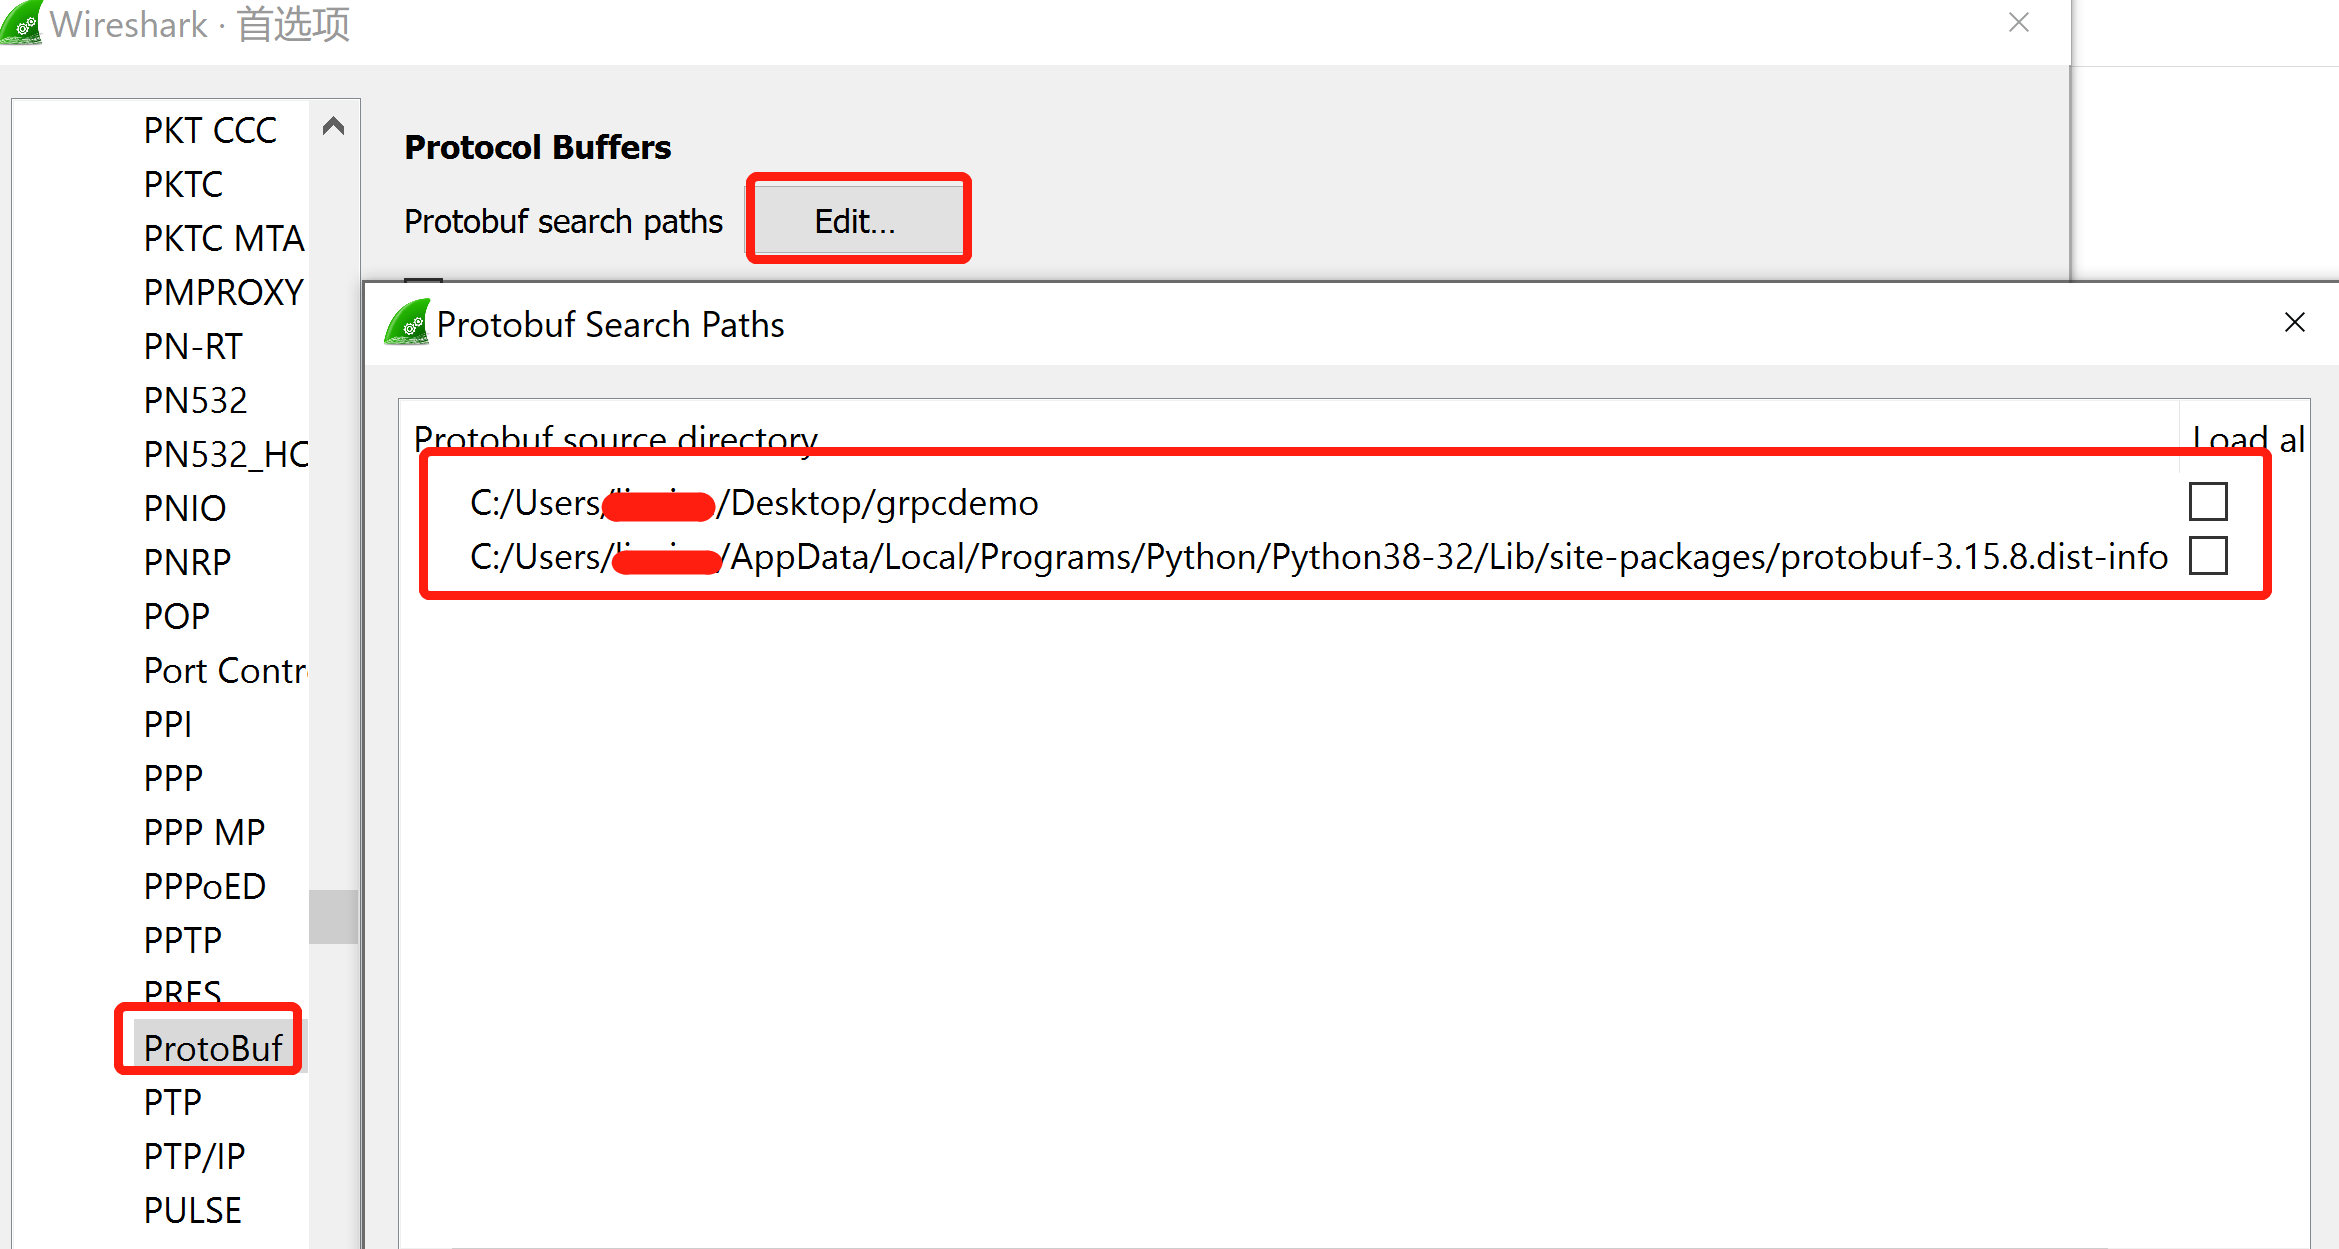 Wireshark · 首选项
PKT CCC
PKTC
PKTC MTA
PMPROXY
PN-RT
PN532
PN532_HC
PNIO
PNRP
POP
Port Contr
PPI
PPP
PPP MP
PPPoED
PPTP
PRES
ProtoBuf
PTP
PTP/IP
PULSE
Protocol Buffers
Protobuf search paths
Edit...
Protobuf Search Paths
Protobuf source directory
Load al
C:/Users/ /Desktop/grpcdemo
C:/Users/ /AppData/Local/Programs/Python/Python38-32/Lib/site-packages/protobuf-3.15.8.dist-info